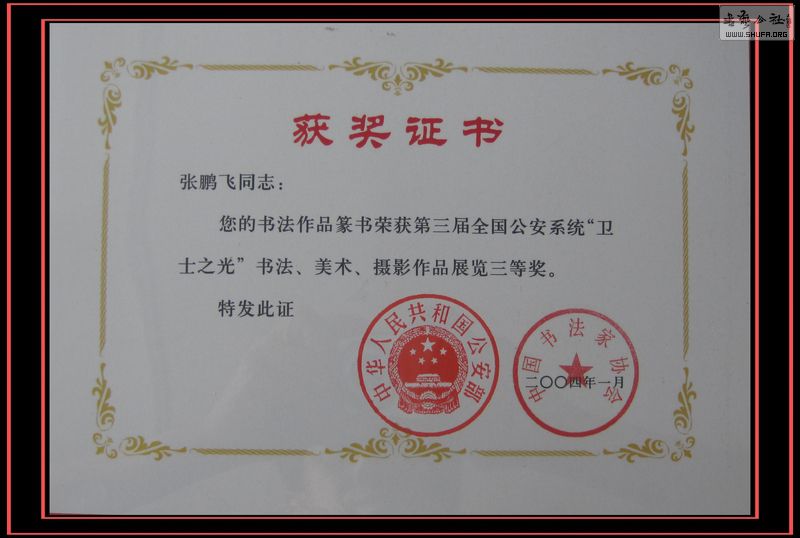 WWW.SHUFA.ORG
获奖证书
张鹏飞同志：
您的书法作品篆书荣获第三届全国公安系统“卫
士之光”书法、美术、摄影作品展览三等奖。
特发此证
中华人民共和国公安部
中国书法家协会
二〇〇四年一月